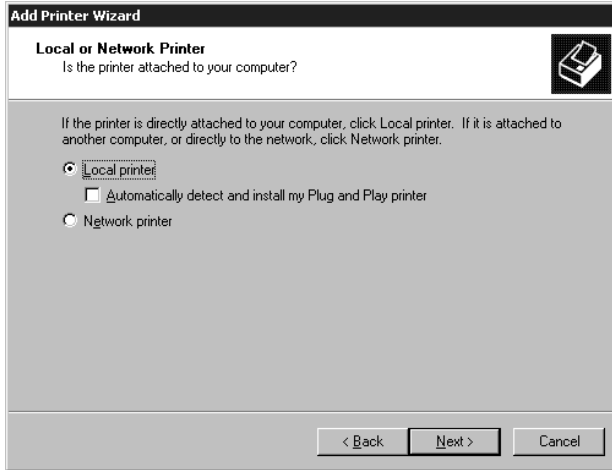 Add Printer Wizard
Local or Network Printer
Is the printer attached to your computer?
If the printer is directly attached to your computer, click Local printer.  If it is attached to
another computer, or directly to the network, click Network printer.
Local printer
Automatically detect and install my Plug and Play printer
Network printer
< Back
Next >
Cancel